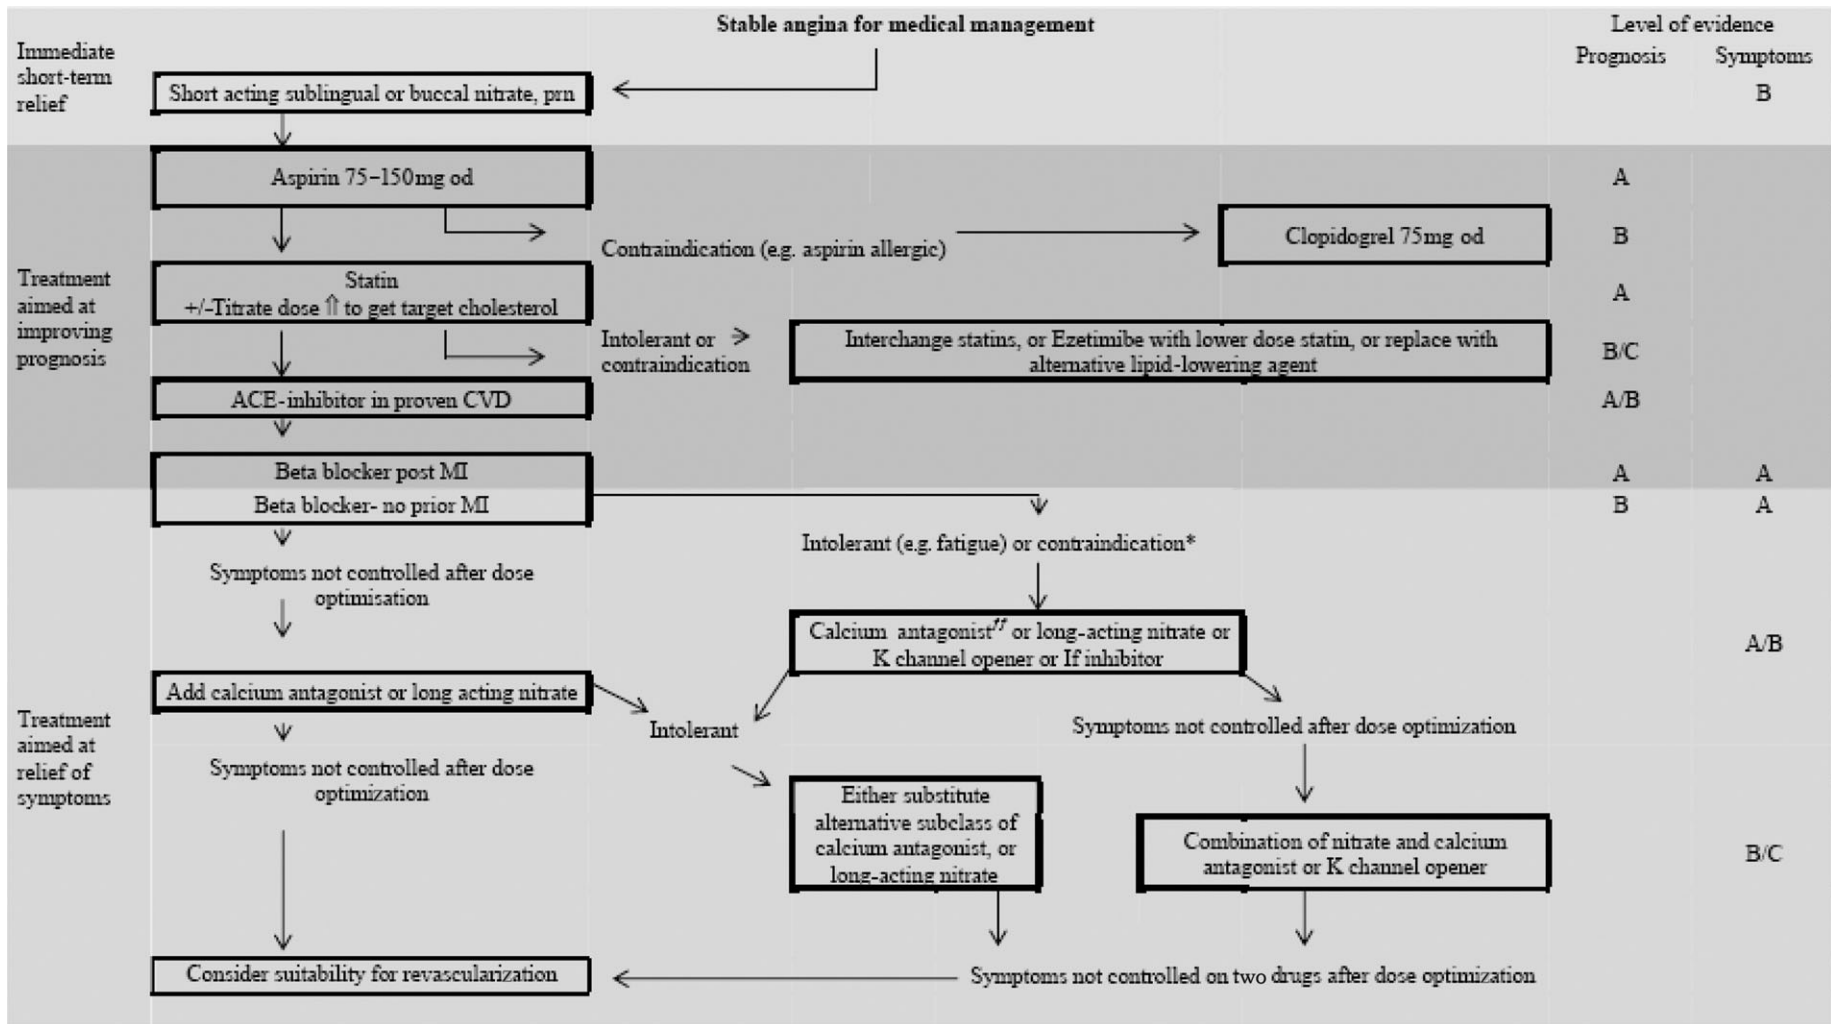 Stable angina for medical management
Level of evidence
Prognosis
Symptoms
Immediate
short-term
relief
Short acting sublingual or buccal nitrate, prn
B
Aspirin 75-150mg od
A
Contraindication (e.g. aspirin allergic)
Clopidogrel 75mg od
B
Treatment
aimed at
improving
prognosis
Statin
+/-Titrate dose ⇑ to get target cholesterol
A
Intolerant or
contraindication
Interchange statins, or Ezetimibe with lower dose statin, or replace with
alternative lipid-lowering agent
B/C
ACE-inhibitor in proven CVD
A/B
Beta blocker post MI
A
A
Beta blocker- no prior MI
B
A
Intolerant (e.g. fatigue) or contraindication*
Symptoms not controlled after dose
optimisation
Calcium antagonist″ or long-acting nitrate or
K channel opener or If inhibitor
A/B
Add calcium antagonist or long acting nitrate
Treatment
aimed at
relief of
symptoms
Intolerant
Symptoms not controlled after dose optimization
Symptoms not controlled after dose
optimization
Either substitute
alternative subclass of
calcium antagonist, or
long-acting nitrate
Combination of nitrate and calcium
antagonist or K channel opener
B/C
Consider suitability for revascularization
Symptoms not controlled on two drugs after dose optimization